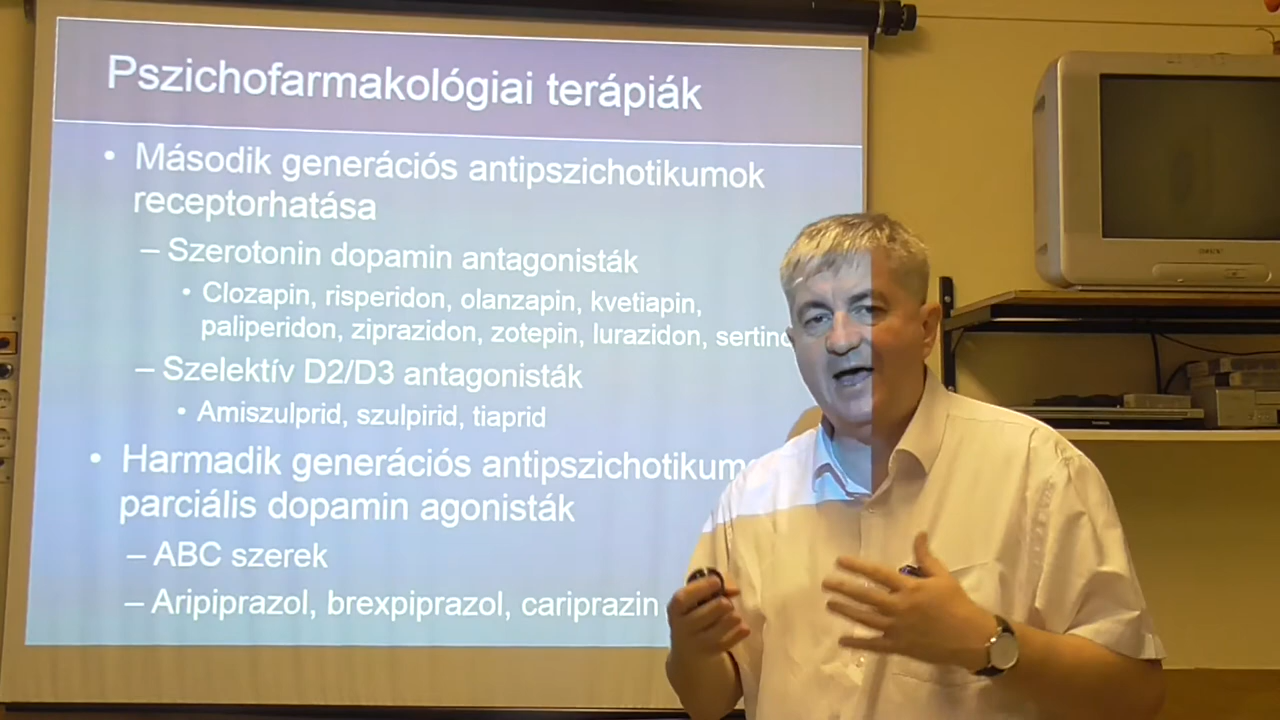 Pszichofarmakológiai terápiák
• Második generációs antipszichotikumok
receptorhatása
– Szerotonin dopamin antagonisták
• Clozapin, risperidon, olanzapin, kvetiapin,
paliperidon, ziprazidon, zotepin, lurazidon,
– Szelektív D2/D3 antagonisták
• Amiszulprid, szulpirid, tiaprid
• Harmadik generációs
parciális dopamin agonisták
– ABC szerek
– Aripiprazol, brexpiprazol, cariprazin